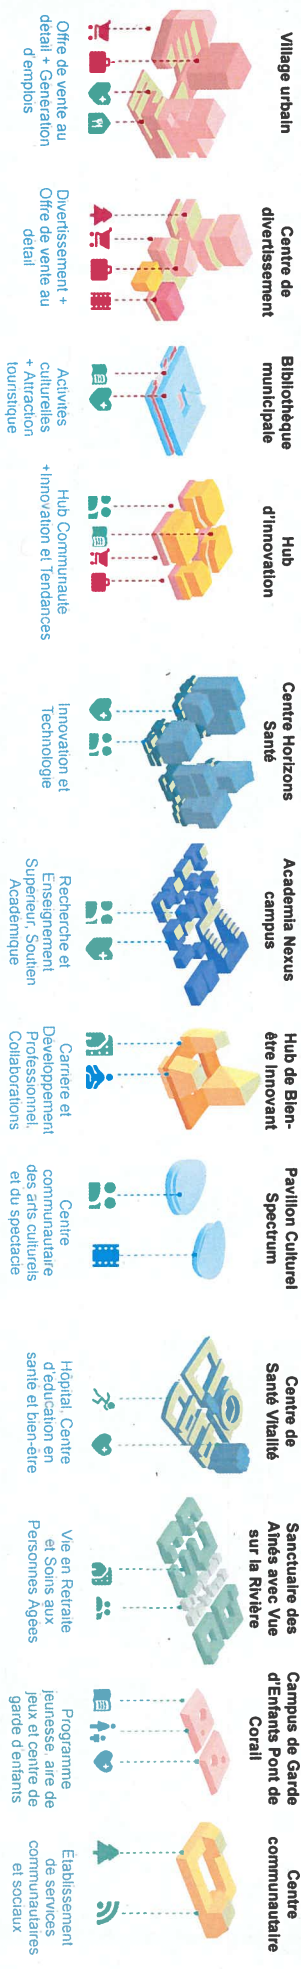 Village urbain
Offre de vente au
détail + Génération
d'emplois
Centre de
divertissement
Divertissement +
Offre de vente au
détail
Bibliothèque
municipale
Activités
culturelles
+ Attraction
touristique
Hub
d'Innovation
Hub Communauté
+Innovation et Tendances
Centre Horizons
Santé
Innovation et
Technologie
Academia Nexus
campus
Recherche et
Enseignement
Supérieur, Soutien
Académique
Hub de Bien-
être Innovant
Carrière et
Développement
Professionnel,
Collaborations
Pavillon Culturel
Spectrum
Centre
communautaire
des arts culturels
et du spectacle
Centre de
Santé Vitalité
Hôpital, Centre
d'éducation en
santé et bien-être
Sanctuaire des
Aînés avec Vue
sur la Rivière
Vie en Retraite
et Soins aux
Personnes Agées
Campus de Garde
d'Enfants Pont de
Corail
Programme
jeunesse, aire de
jeux et centre de
garde d'enfants
Centre
communautaire
Établissement
de services
communautaires
et sociaux